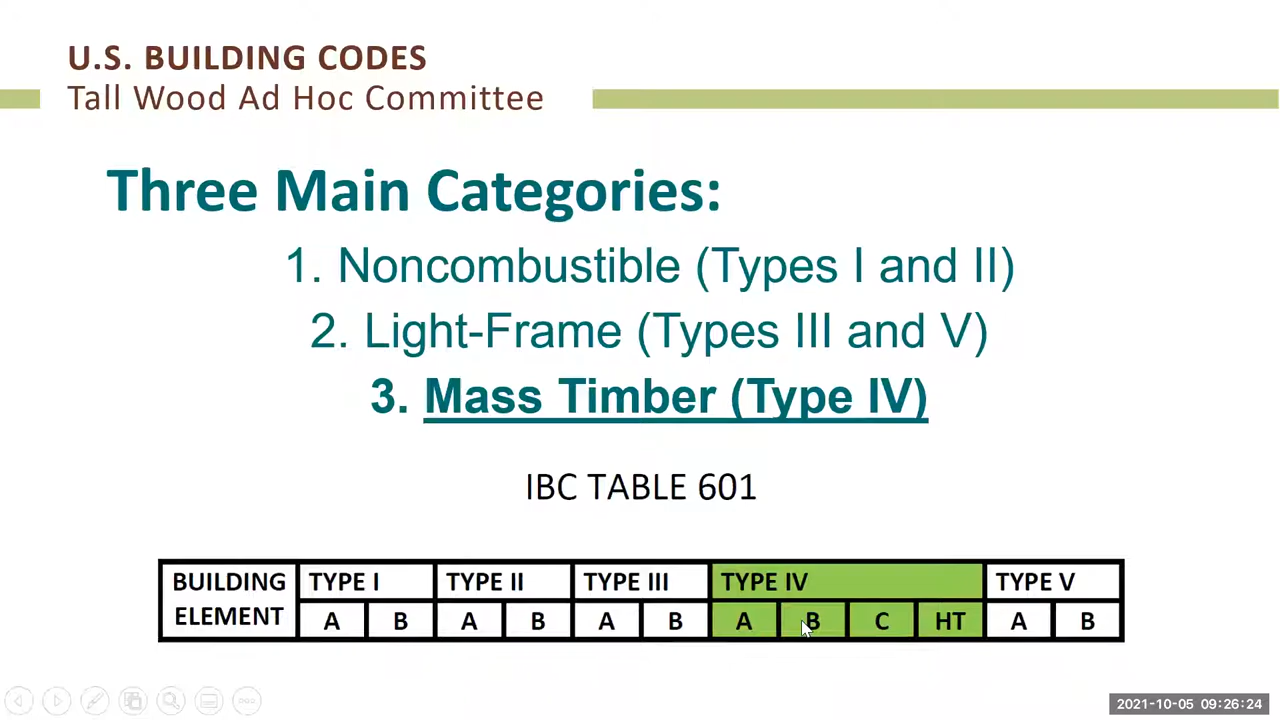 U.S. BUILDING CODES
Tall Wood Ad Hoc Committee
Three Main Categories:
1. Noncombustible (Types I and II)
2. Light-Frame (Types III and V)
3. Mass Timber (Type IV)
IBC TABLE 601
BUILDING ELEMENT TYPE I TYPE II TYPE III TYPE IV TYPE V
A B A B A B A B C HT A B
2021-10-05 09:26:24